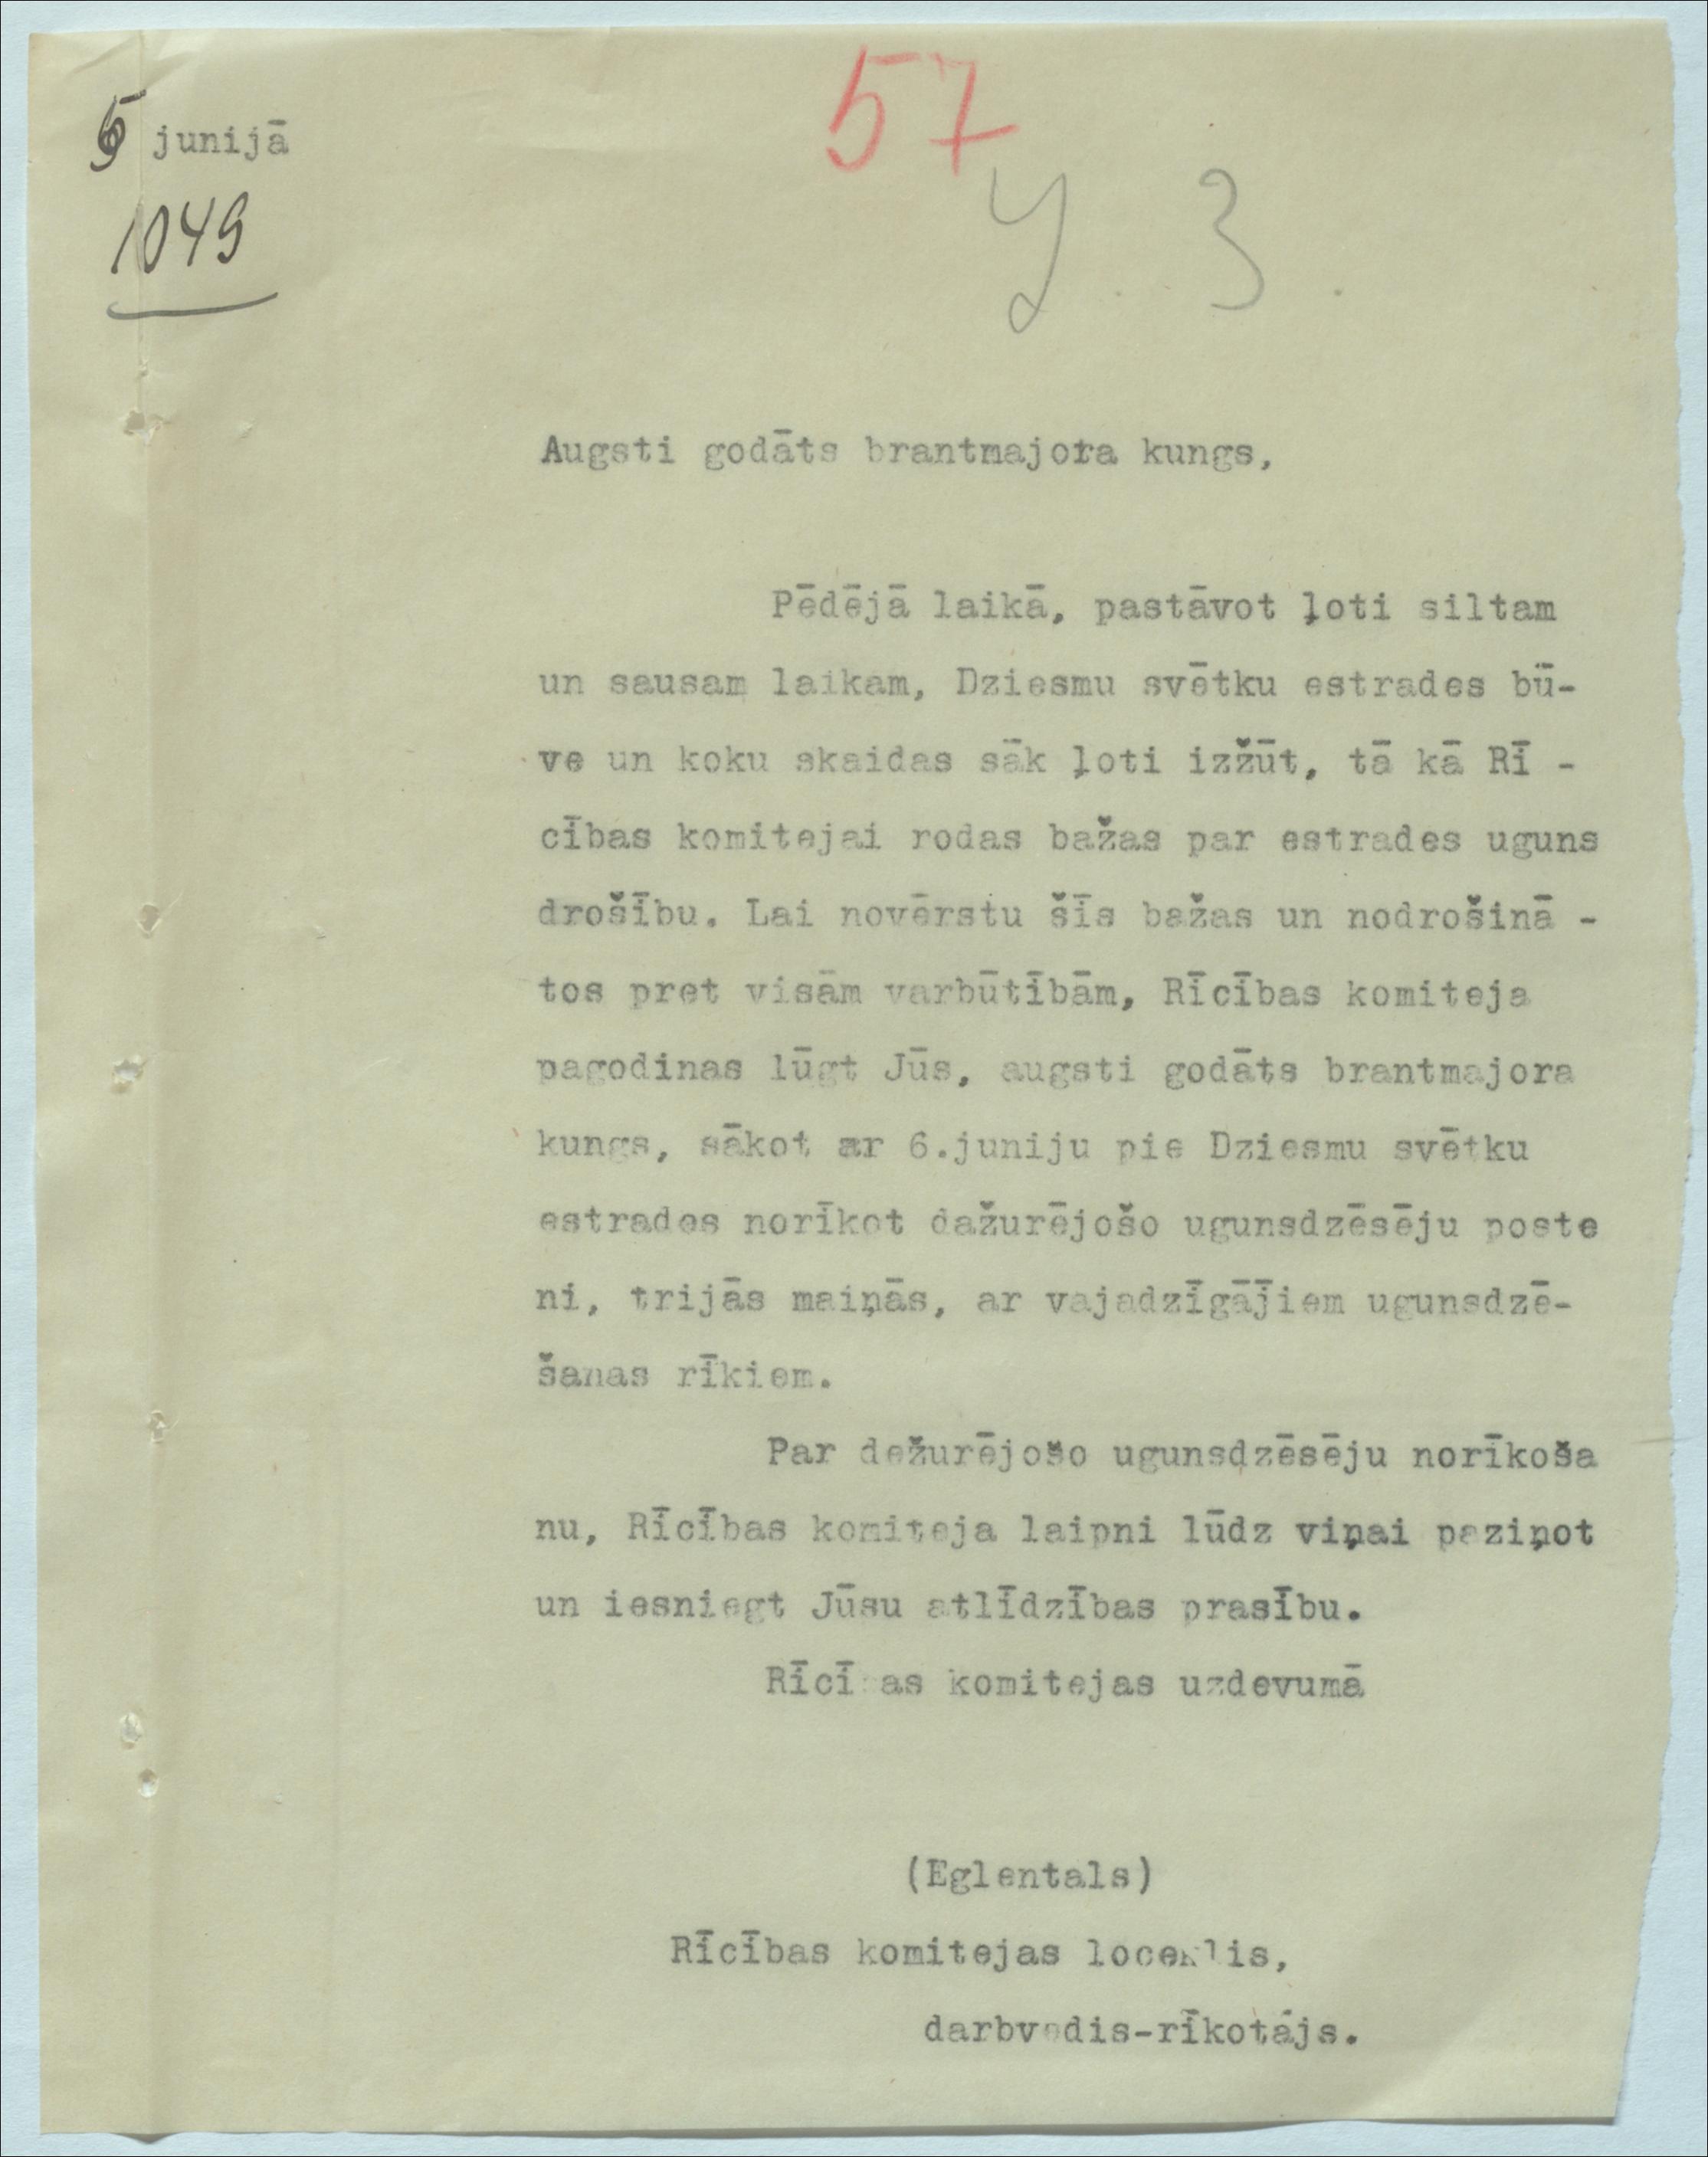 57
5 junijā
1049
У. З.
Augsti godāts brantmajora kungs,
Pēdējā laikā, pastāvot ļoti siltam
un sausam laikam, Dziesmu svētku estrades bū-
ve un koku skaidas sāk ļoti izžūt, tā kā Rī -
cības komitejai rodas bažas par estrades uguns
drošību. Lai novērstu šīs bažas un nodrošinā -
tos pret visām varbūtībām, Rīcības komiteja
pagodinas lūgt Jūs, augsti godāts brantmajora
kungs, sākot ar 6.juniju pie Dziesmu svētku
estrades norīkot dažurējošo ugunsdzēsēju poste
ni, trijās maiņās, ar vajadzīgājiem ugunsdzē-
šanas rīkiem.
Par dežurējošo ugunsdzēsēju norīkoša
nu, Rīcības komiteja laipni lūdz viņai paziņot
un iesniegt Jūsu atlīdzības prasību.
Rīcības komitejas uzdevumā
(Eglentals)
Rīcības komitejas loceklis,
darbvedis-rīkotājs.